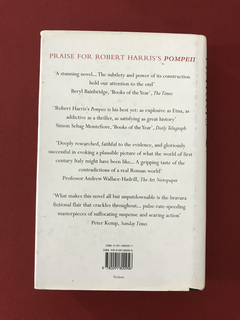 PRAISE FOR ROBERT HARRIS'S POMPEII
'A stunning novel... The subtlety and power of its construction
hold our attention to the end'
Beryl Bainbridge, 'Books of the Year', The Times
'Robert Harris's Pompeii is his best yet: as explosive as Etna, as
addictive as a thriller, as satisfying as great history'
Simon Sebag Montefiore, 'Books of the Year', Daily Telegraph
'Deeply researched, faithful to the evidence, and gloriously
successful in evoking a plausible picture of what the world of first
century Italy might have been like... A gripping taste of the
contradictions of a real Roman world'
Professor Andrew Wallace-Hadrill, The Art Newspaper
'What makes this novel all but unputdownable is the bravura
fictional flair that crackles throughout... pulse-rate-speeding
masterpieces of suffocating suspense and searing action'
Peter Kemp, Sunday Times